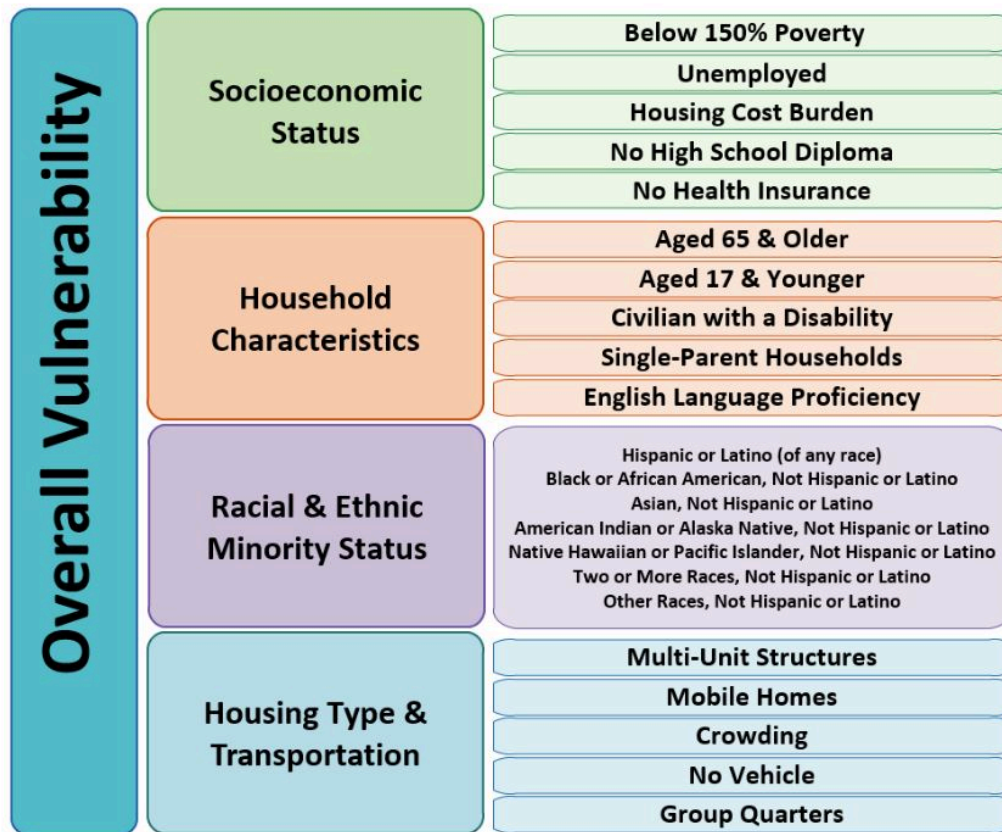 Overall Vulnerability
Socioeconomic
Status
Below 150% Poverty
Unemployed
Housing Cost Burden
No High School Diploma
No Health Insurance
Household
Characteristics
Aged 65 & Older
Aged 17 & Younger
Civilian with a Disability
Single-Parent Households
English Language Proficiency
Racial & Ethnic
Minority Status
Hispanic or Latino (of any race)
Black or African American, Not Hispanic or Latino
Asian, Not Hispanic or Latino
American Indian or Alaska Native, Not Hispanic or Latino
Native Hawaiian or Pacific Islander, Not Hispanic or Latino
Two or More Races, Not Hispanic or Latino
Other Races, Not Hispanic or Latino
Housing Type &
Transportation
Multi-Unit Structures
Mobile Homes
Crowding
No Vehicle
Group Quarters